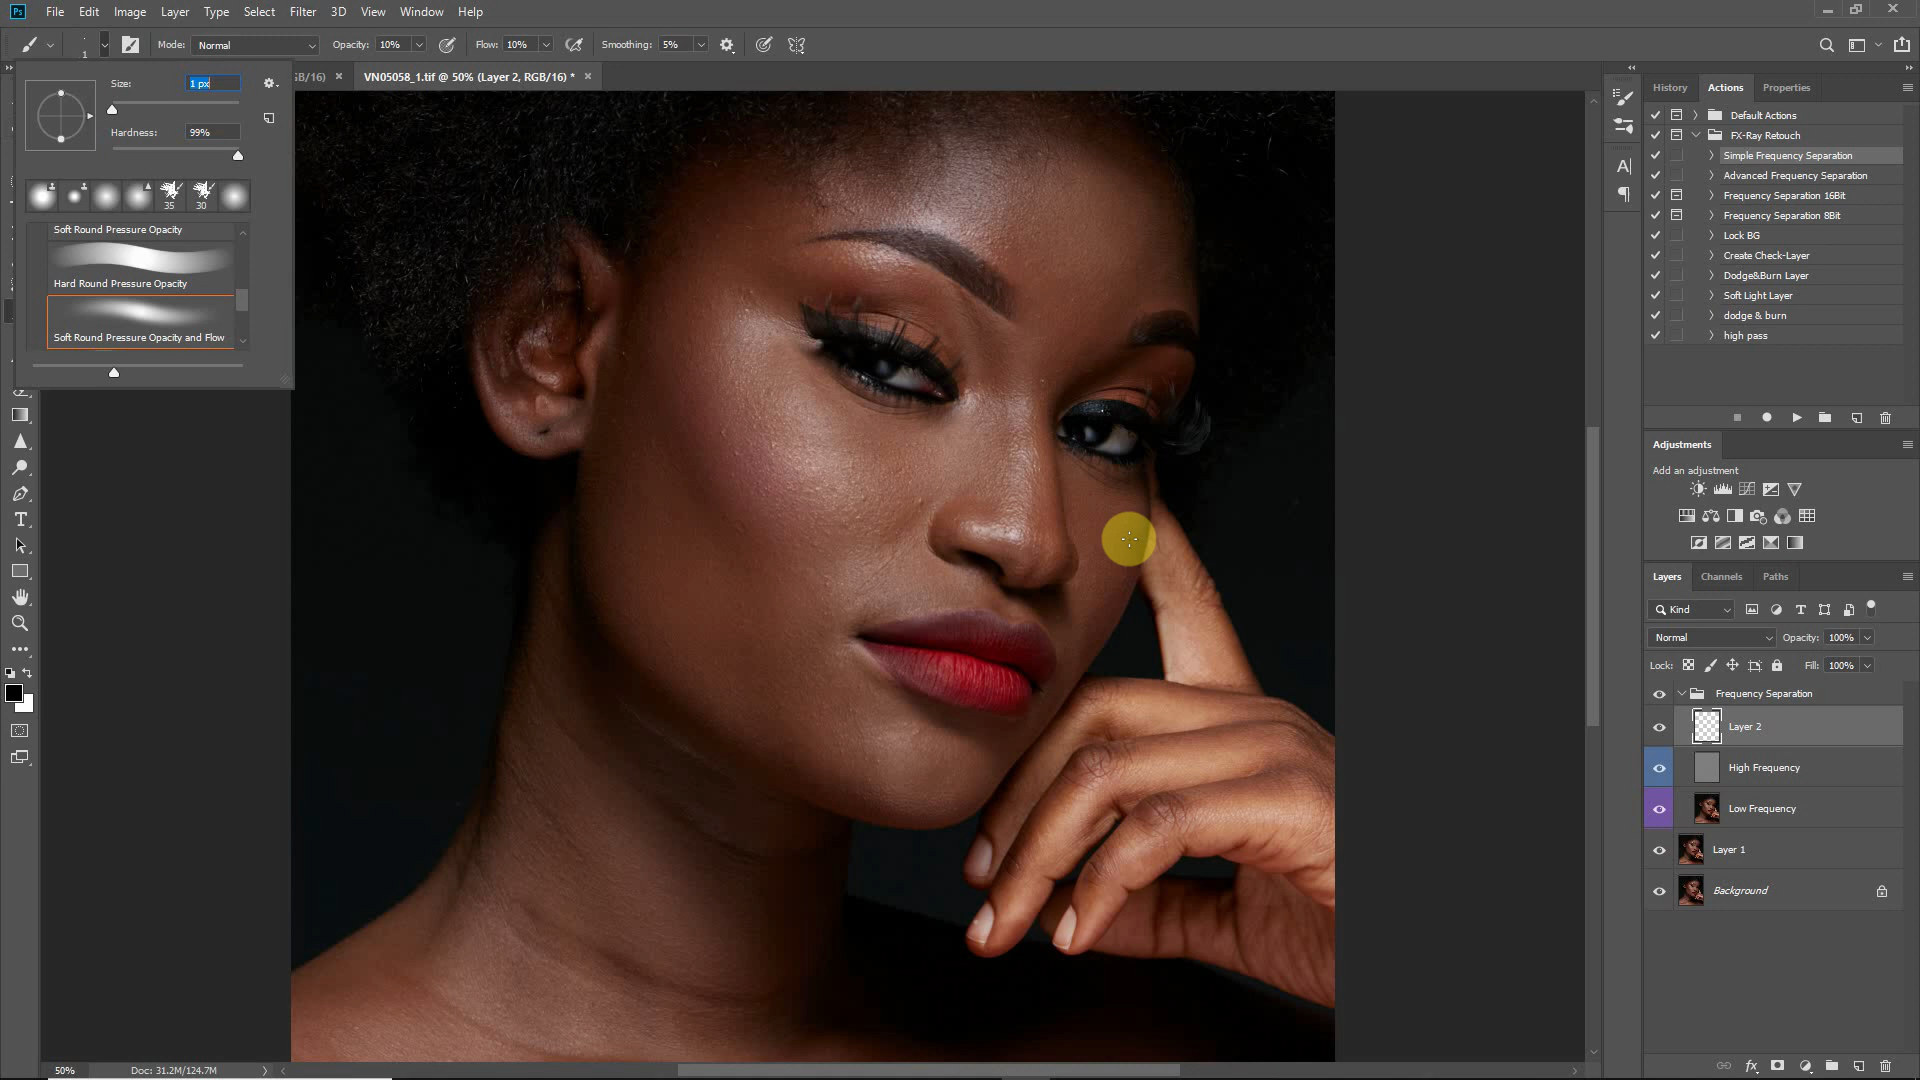 Ps File Edit Image Layer Type Select Filter 3D View Window Help
1 Mode: Normal Opacity: 10% Flow: 10% Smoothing: 5%
GB/16) × VN05058_1.tif @ 50% (Layer 2, RGB/16) * ×
Size: 1 px
Hardness: 99%
35 30
Soft Round Pressure Opacity
Hard Round Pressure Opacity
Soft Round Pressure Opacity and Flow
History Actions Properties
Default Actions
FX-Ray Retouch
Simple Frequency Separation
Advanced Frequency Separation
Frequency Separation 16Bit
Frequency Separation 8Bit
Lock BG
Create Check-Layer
Dodge&Burn Layer
Soft Light Layer
dodge & burn
high pass
Adjustments
Add an adjustment
Layers Channels Paths
Kind
Normal Opacity: 100%
Lock: Fill: 100%
Frequency Separation
Layer 2
High Frequency
Low Frequency
Layer 1
Background
50% Doc: 31.2M/124.7M